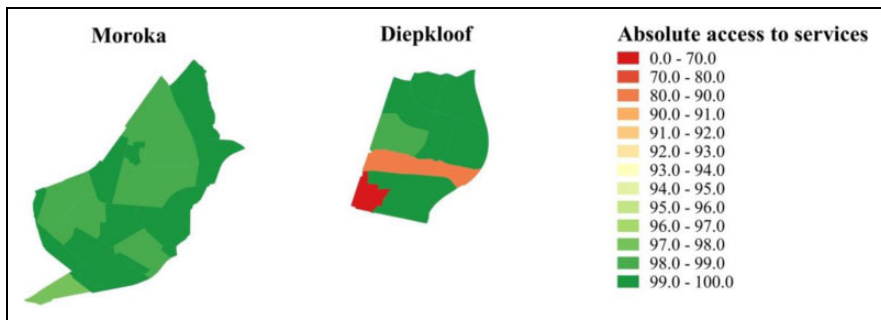 Moroka
Diepkloof
Absolute access to services
0.0 - 70.0
70.0 - 80.0
80.0 - 90.0
90.0 - 91.0
91.0 - 92.0
92.0 - 93.0
93.0 - 94.0
94.0 - 95.0
95.0 - 96.0
96.0 - 97.0
97.0 - 98.0
98.0 - 99.0
99.0 - 100.0